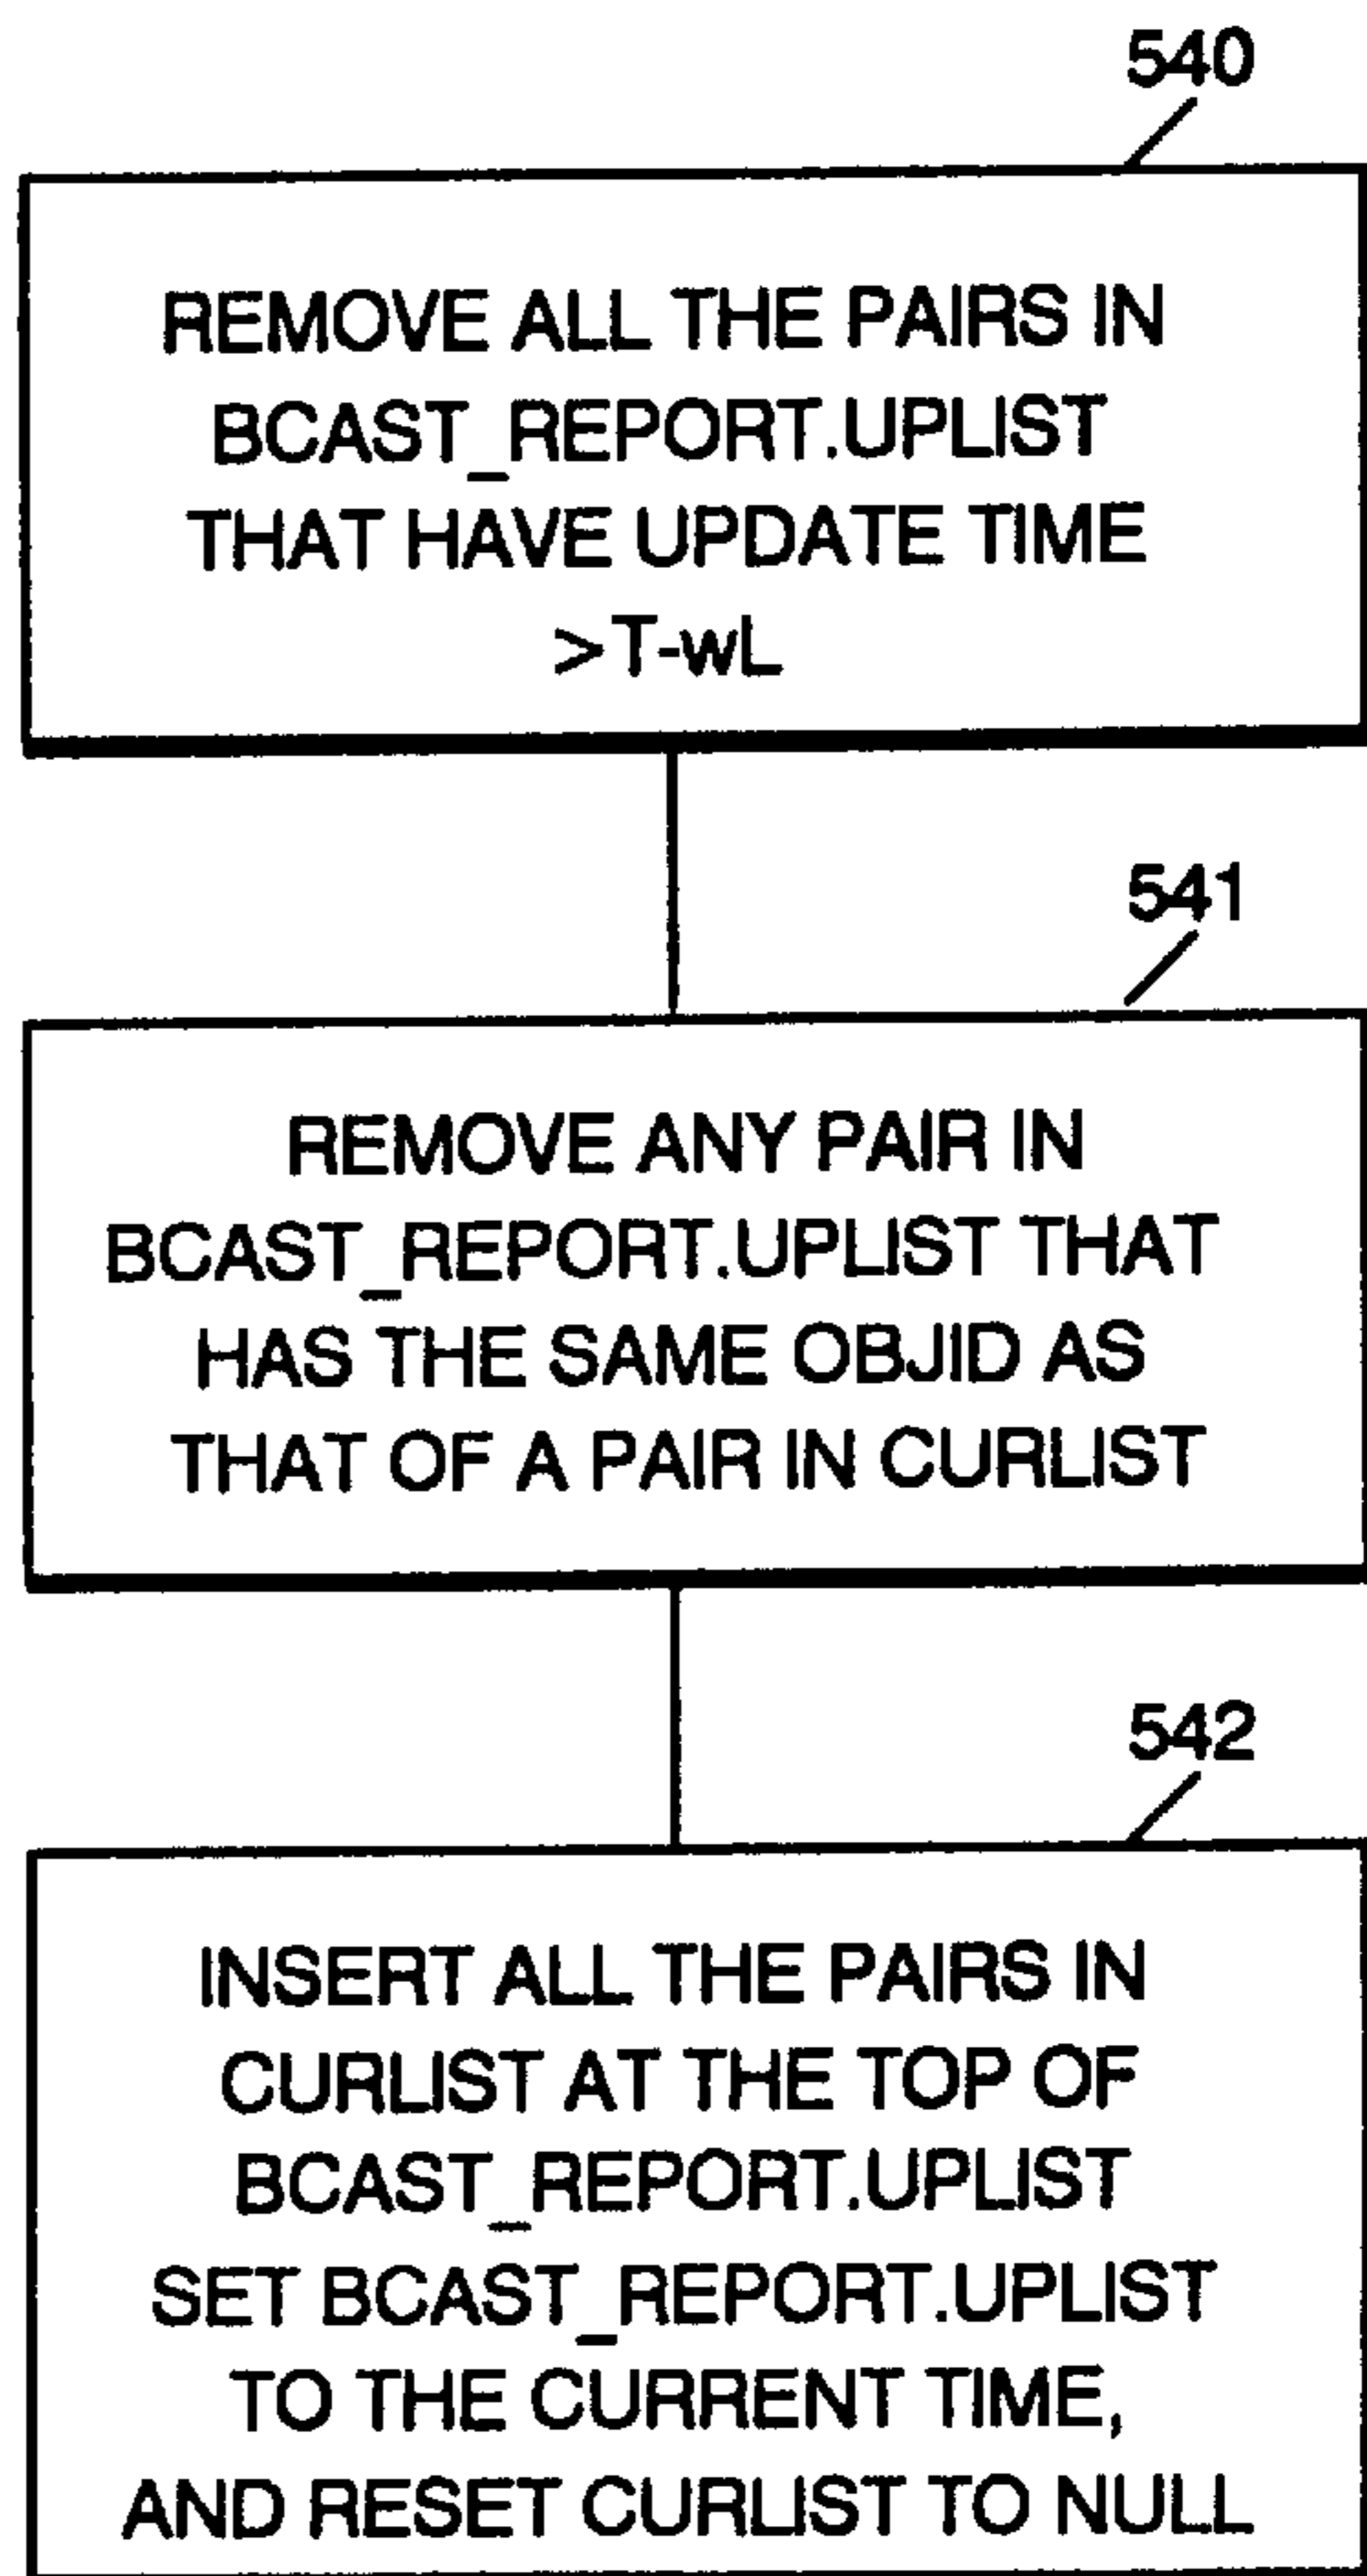 540
REMOVE ALL THE PAIRS IN
BCAST_REPORT.UPLIST
THAT HAVE UPDATE TIME
>T-wL
541
REMOVE ANY PAIR IN
BCAST_REPORT.UPLIST THAT
HAS THE SAME OBJID AS
THAT OF A PAIR IN CURLIST
542
INSERT ALL THE PAIRS IN
CURLIST AT THE TOP OF
BCAST_REPORT.UPLIST
SET BCAST_REPORT.UPLIST
TO THE CURRENT TIME,
AND RESET CURLIST TO NULL